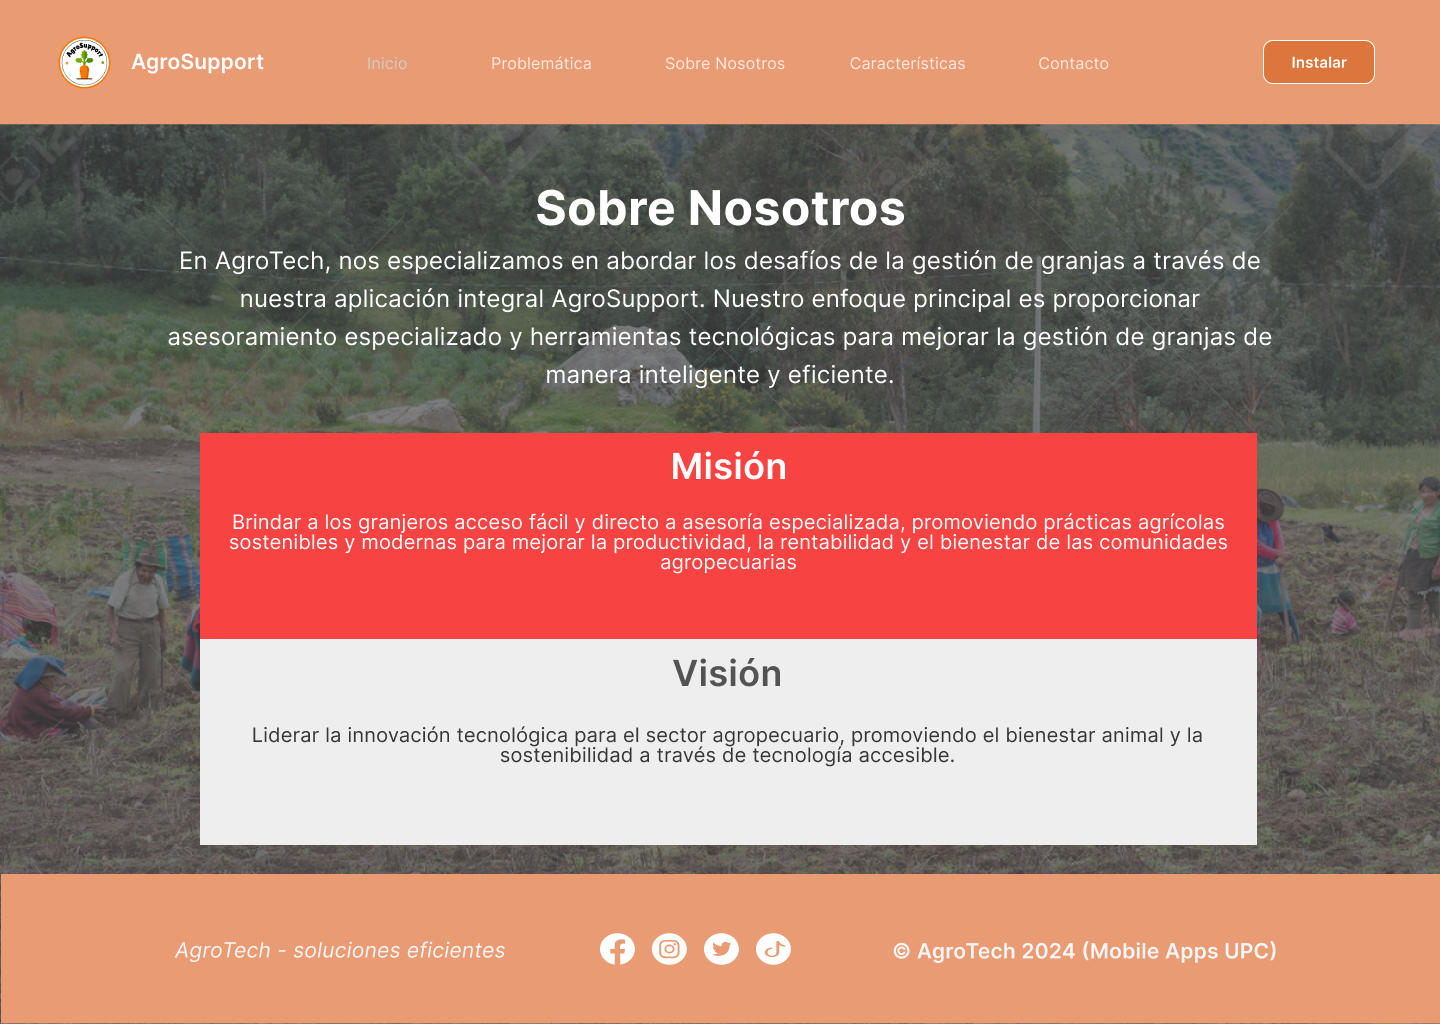 AgroSupport
AgroSupport
Inicio
Problemática
Sobre Nosotros
Características
Contacto
Instalar
Sobre Nosotros
En AgroTech, nos especializamos en abordar los desafíos de la gestión de granjas a través de
nuestra aplicación integral AgroSupport. Nuestro enfoque principal es proporcionar
asesoramiento especializado y herramientas tecnológicas para mejorar la gestión de granjas de
manera inteligente y eficiente.
Misión
Brindar a los granjeros acceso fácil y directo a asesoría especializada, promoviendo prácticas agrícolas
sostenibles y modernas para mejorar la productividad, la rentabilidad y el bienestar de las comunidades
agropecuarias
Visión
Liderar la innovación tecnológica para el sector agropecuario, promoviendo el bienestar animal y la
sostenibilidad a través de tecnología accesible.
AgroTech - soluciones eficientes
© AgroTech 2024 (Mobile Apps UPC)